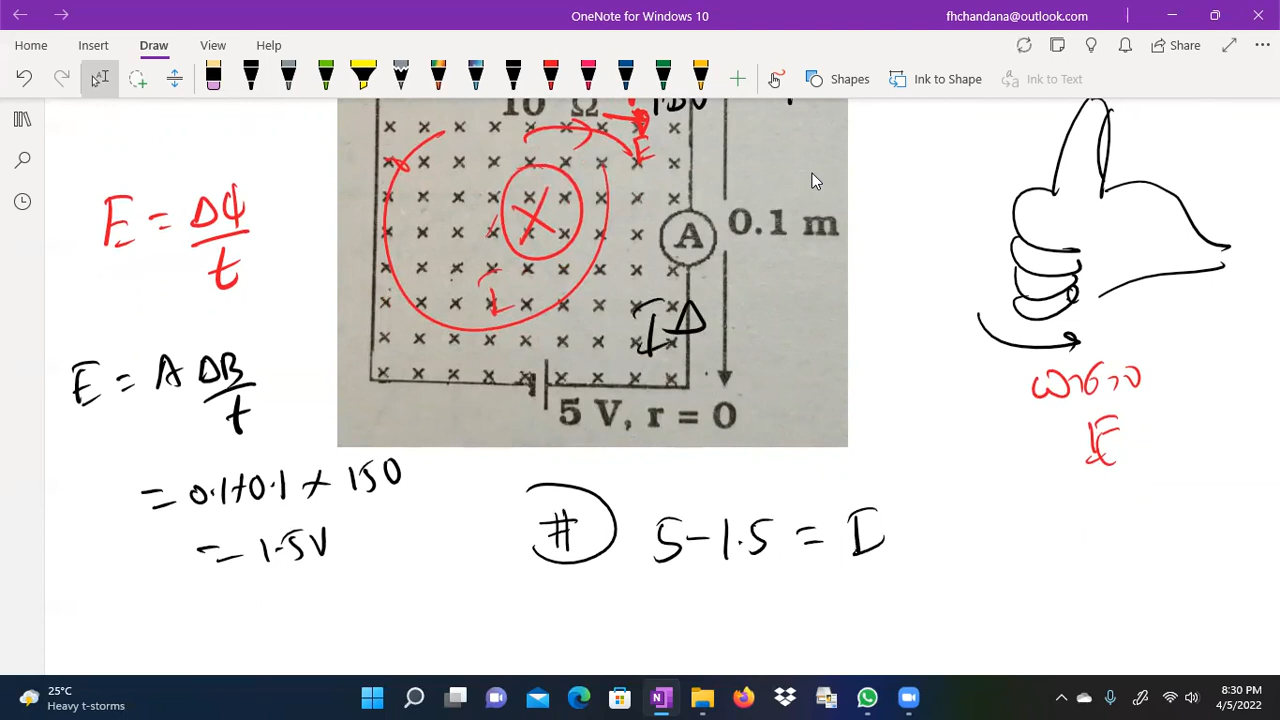 OneNote for Windows 10
fhchandana@outlook.com
Home Insert Draw View Help
Share
Shapes Ink to Shape Ink to Text
10 Ω
E = Δφ/t
A
0.1 m
I
E = A ΔB/t
5 V, r = 0
E
= 0.1×0.1 × 150
= 1.5V
# 5-1.5 = I
25°C
Heavy t-storms
8:30 PM
4/5/2022